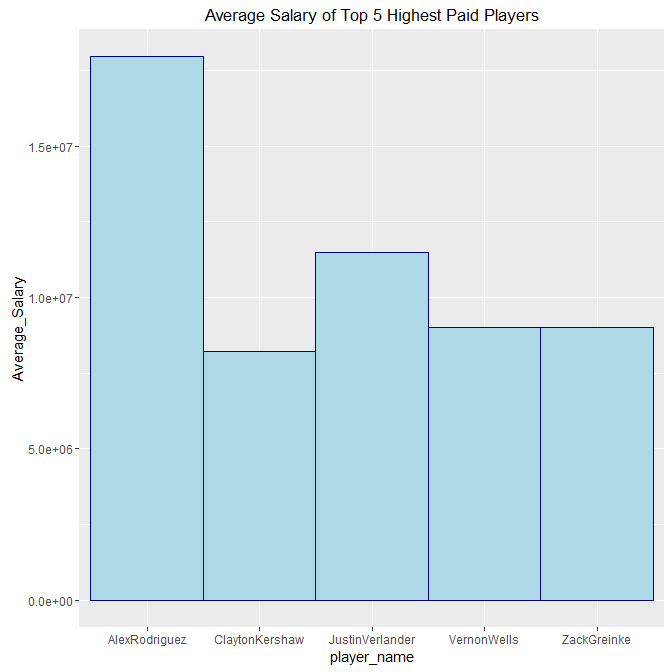 Average Salary of Top 5 Highest Paid Players
Average_Salary
1.5e+07
1.0e+07
5.0e+06
0.0e+00
AlexRodriguez ClaytonKershaw JustinVerlander VernonWells ZackGreinke
player_name